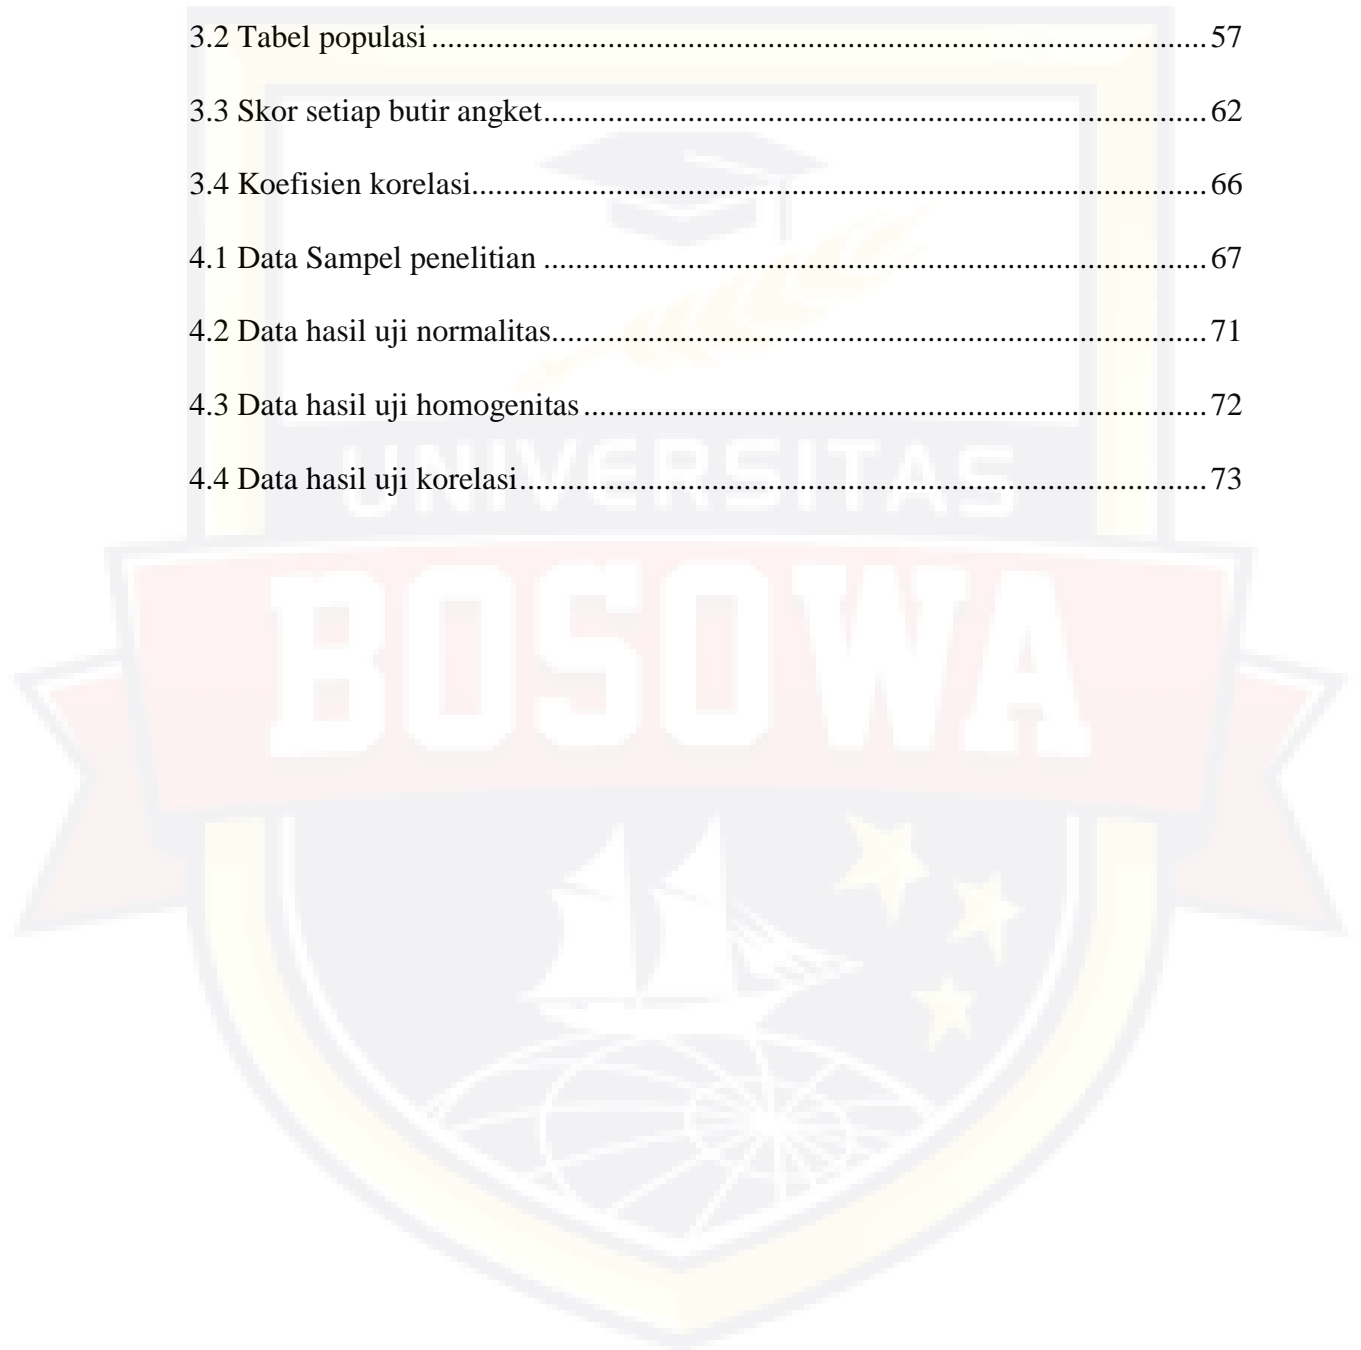 3.2 Tabel populasi........................................................................................................57
3.3 Skor setiap butir angket.........................................................................................62
3.4 Koefisien korelasi..................................................................................................66
4.1 Data Sampel penelitian .........................................................................................67
4.2 Data hasil uji normalitas........................................................................................71
4.3 Data hasil uji homogenitas....................................................................................72
4.4 Data hasil uji korelasi............................................................................................73
UNIVERSITAS
BOSOWA